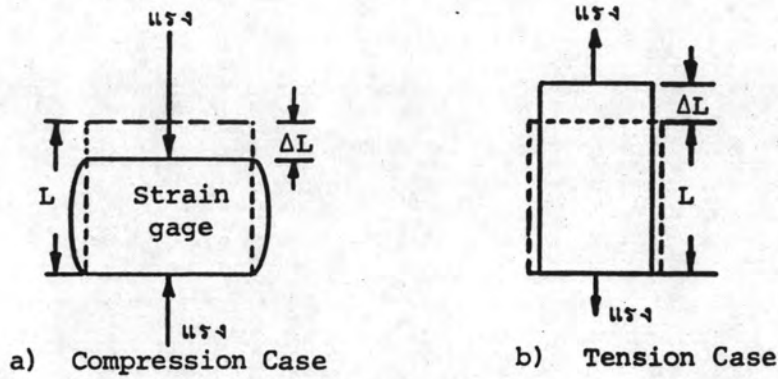 แรง
แรง
ΔL
ΔL
L
Strain
gage
L
แรง
แรง
a) Compression Case
b) Tension Case